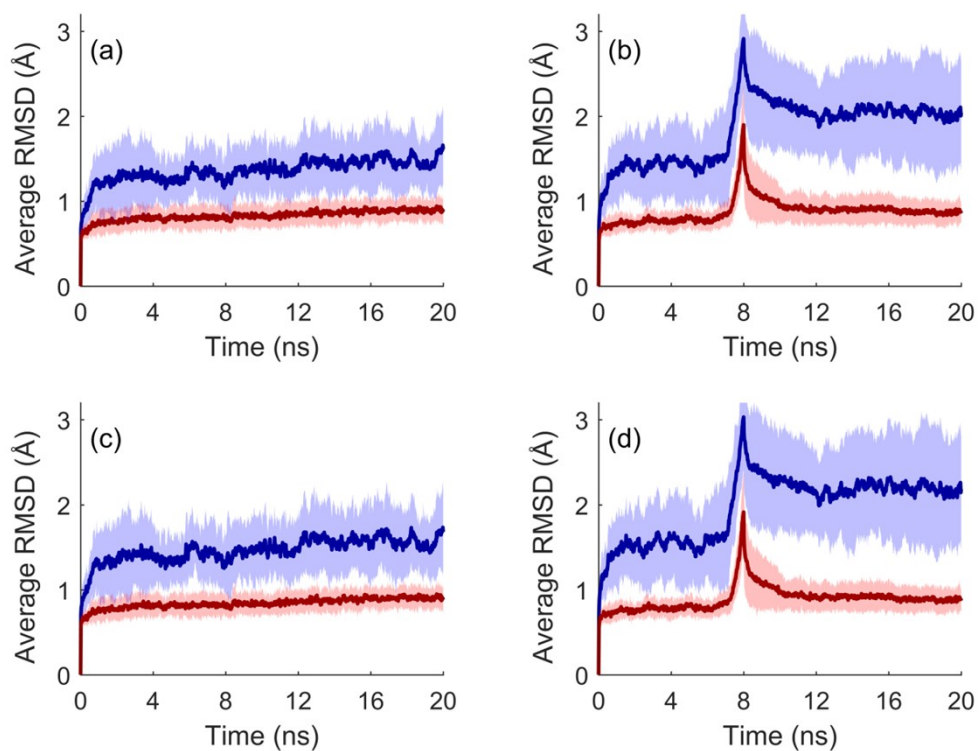 (a)
Average RMSD (Å)
3
2
1
0
0 4 8 12 16 20
Time (ns)
(b)
Average RMSD (Å)
3
2
1
0
0 4 8 12 16 20
Time (ns)
(c)
Average RMSD (Å)
3
2
1
0
0 4 8 12 16 20
Time (ns)
(d)
Average RMSD (Å)
3
2
1
0
0 4 8 12 16 20
Time (ns)